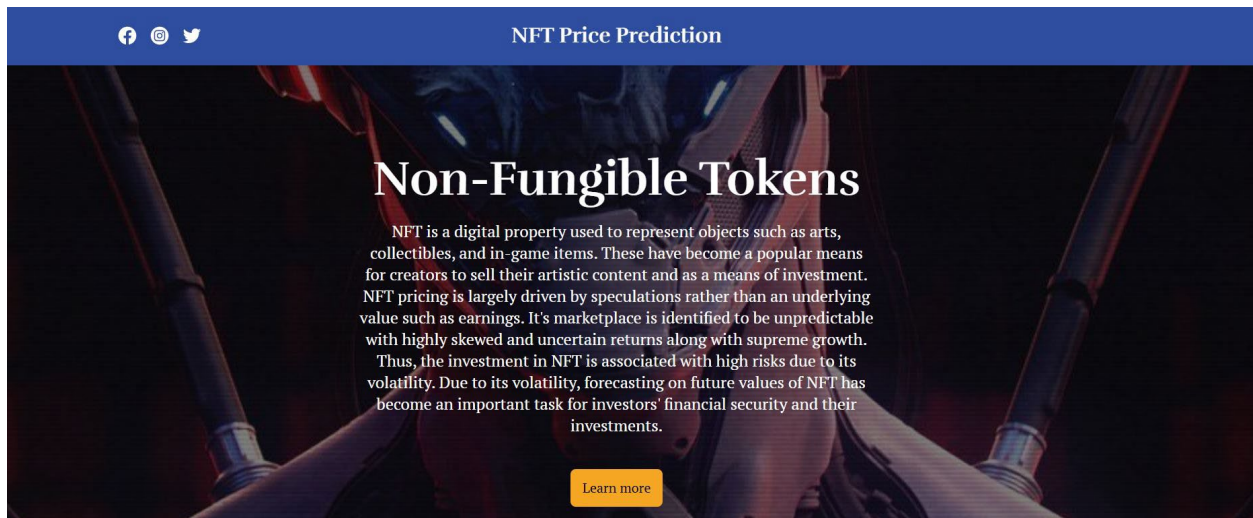 NFT Price Prediction
Non-Fungible Tokens
NFT is a digital property used to represent objects such as arts,
collectibles, and in-game items. These have become a popular means
for creators to sell their artistic content and as a means of investment.
NFT pricing is largely driven by speculations rather than an underlying
value such as earnings. It's marketplace is identified to be unpredictable
with highly skewed and uncertain returns along with supreme growth.
Thus, the investment in NFT is associated with high risks due to its
volatility. Due to its volatility, forecasting on future values of NFT has
become an important task for investors' financial security and their
investments.
Learn more